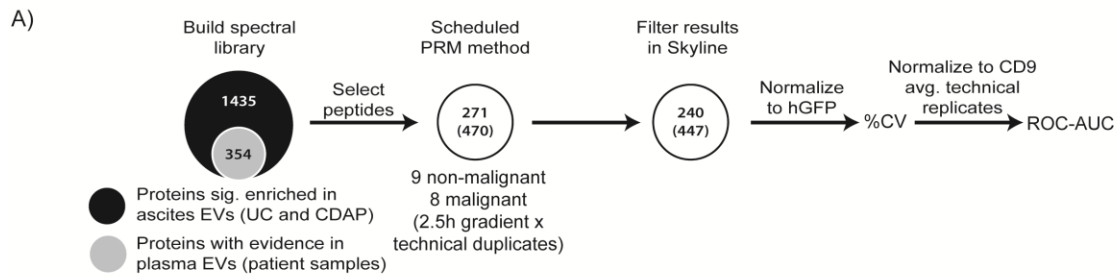 A)
Build spectral
library
1435
354
Proteins sig. enriched in
ascites EVs (UC and CDAP)
Proteins with evidence in
plasma EVs (patient samples)
Select
peptides
Scheduled
PRM method
271
(470)
9 non-malignant
8 malignant
(2.5h gradient x
technical duplicates)
Filter results
in Skyline
240
(447)
Normalize
to hGFP
%CV
Normalize to CD9
avg. technical
replicates
ROC-AUC